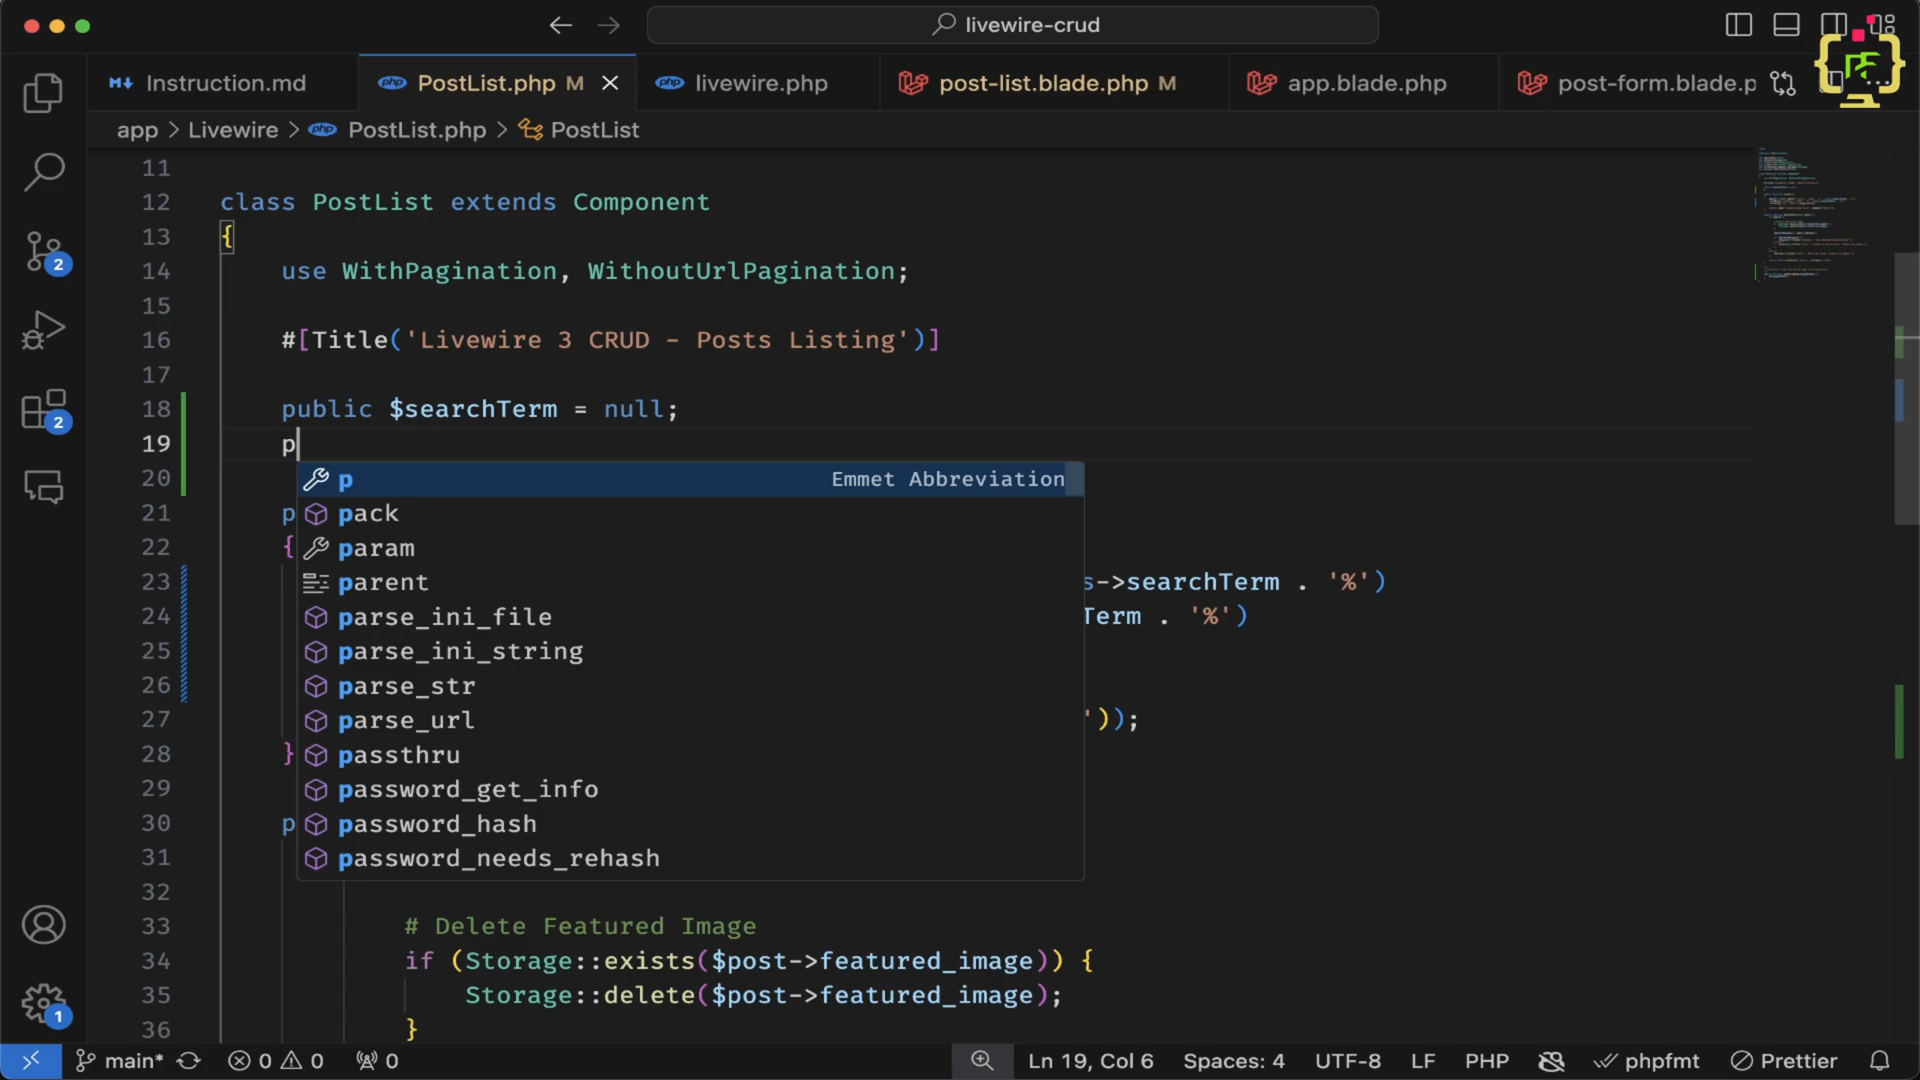 livewire-crud
Instruction.md
PostList.php M
livewire.php
post-list.blade.php M
app.blade.php
post-form.blade.p
app > Livewire > PostList.php > PostList
11
12 class PostList extends Component
13 {
14 use WithPagination, WithoutUrlPagination;
15
16 #[Title('Livewire 3 CRUD - Posts Listing')]
17
18 public $searchTerm = null;
19 p
20 p Emmet Abbreviation
21 p pack
22 { param
23 parent s->searchTerm . '%')
24 parse_ini_file Term . '%')
25 parse_ini_string
26 parse_str
27 parse_url '));
28 } passthru
29 password_get_info
30 p password_hash
31 password_needs_rehash
32
33 # Delete Featured Image
34 if (Storage::exists($post->featured_image)) {
35 Storage::delete($post->featured_image);
36 }
2
2
1
main* 0 0 0 Ln 19, Col 6 Spaces: 4 UTF-8 LF PHP phpfmt Prettier